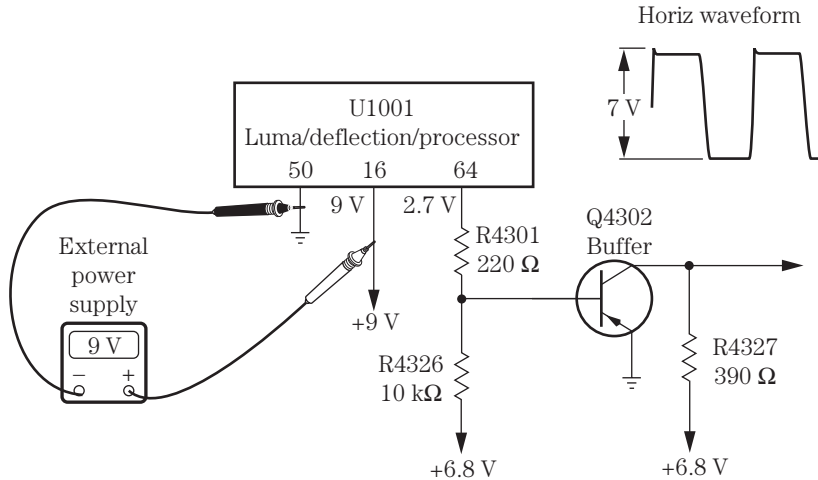 Horiz waveform
7 V
U1001
Luma/deflection/processor
50 16 64
9 V 2.7 V
External
power
supply
9 V
− +
+9 V
R4301
220 Ω
Q4302
Buffer
R4326
10 kΩ
R4327
390 Ω
+6.8 V
+6.8 V